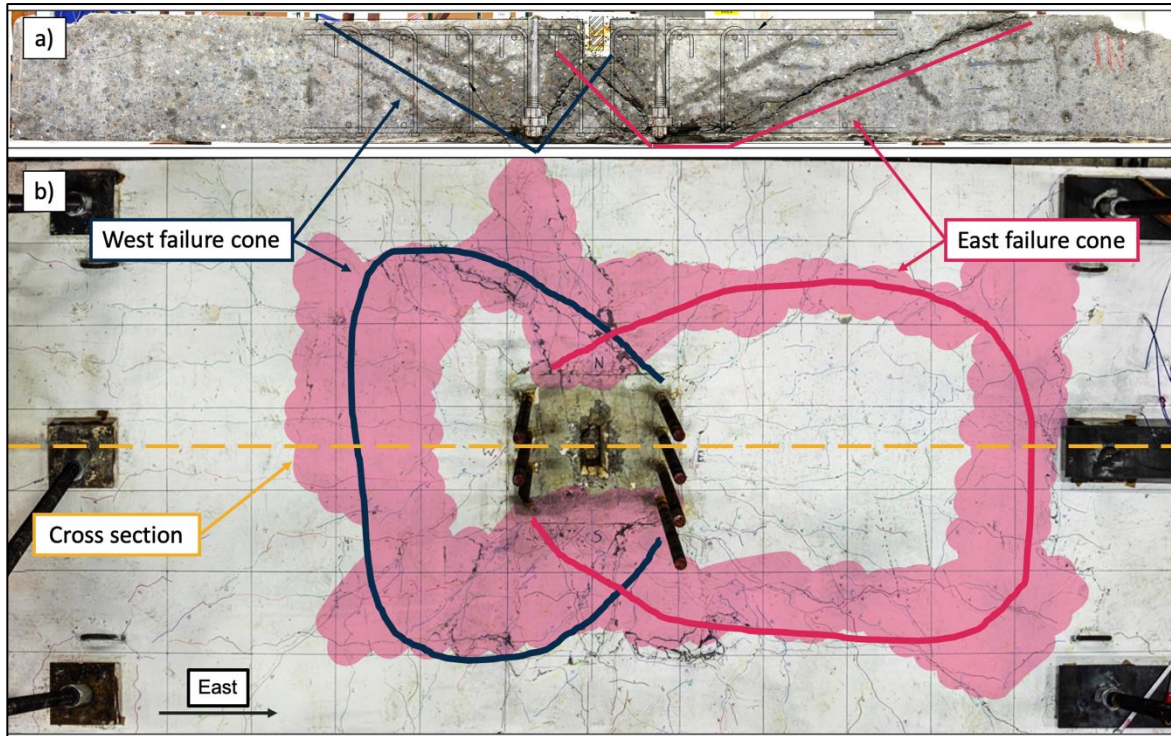 a)
b)
West failure cone
East failure cone
N
W
E
S
Cross section
East